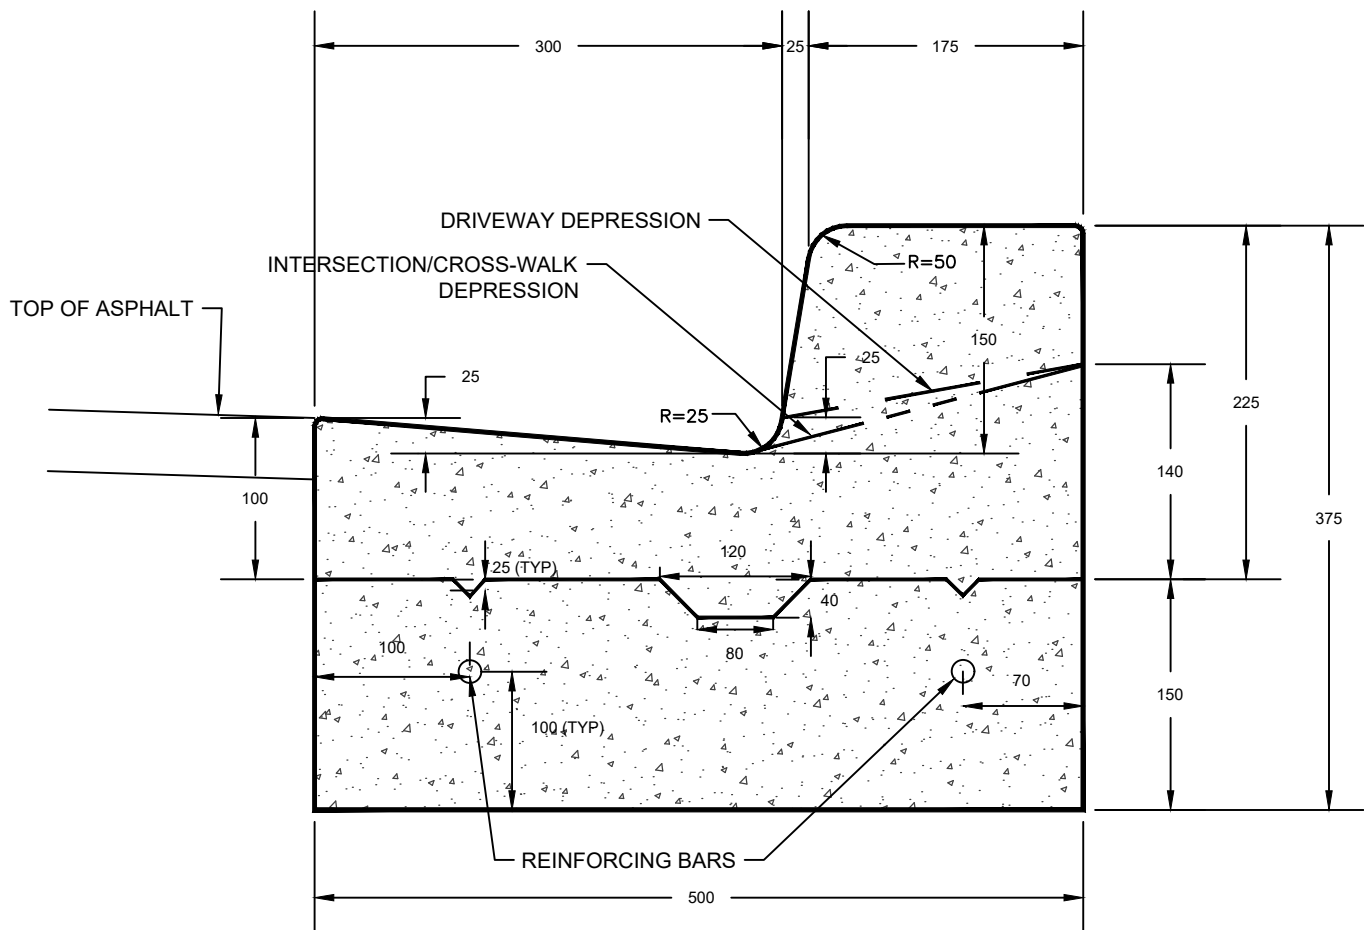 300
25
175
DRIVEWAY DEPRESSION
R=50
INTERSECTION/CROSS-WALK
DEPRESSION
TOP OF ASPHALT
150
25
25
225
R=25
140
100
375
120
25 (TYP)
40
100
80
70
150
100 (TYP)
REINFORCING BARS
500